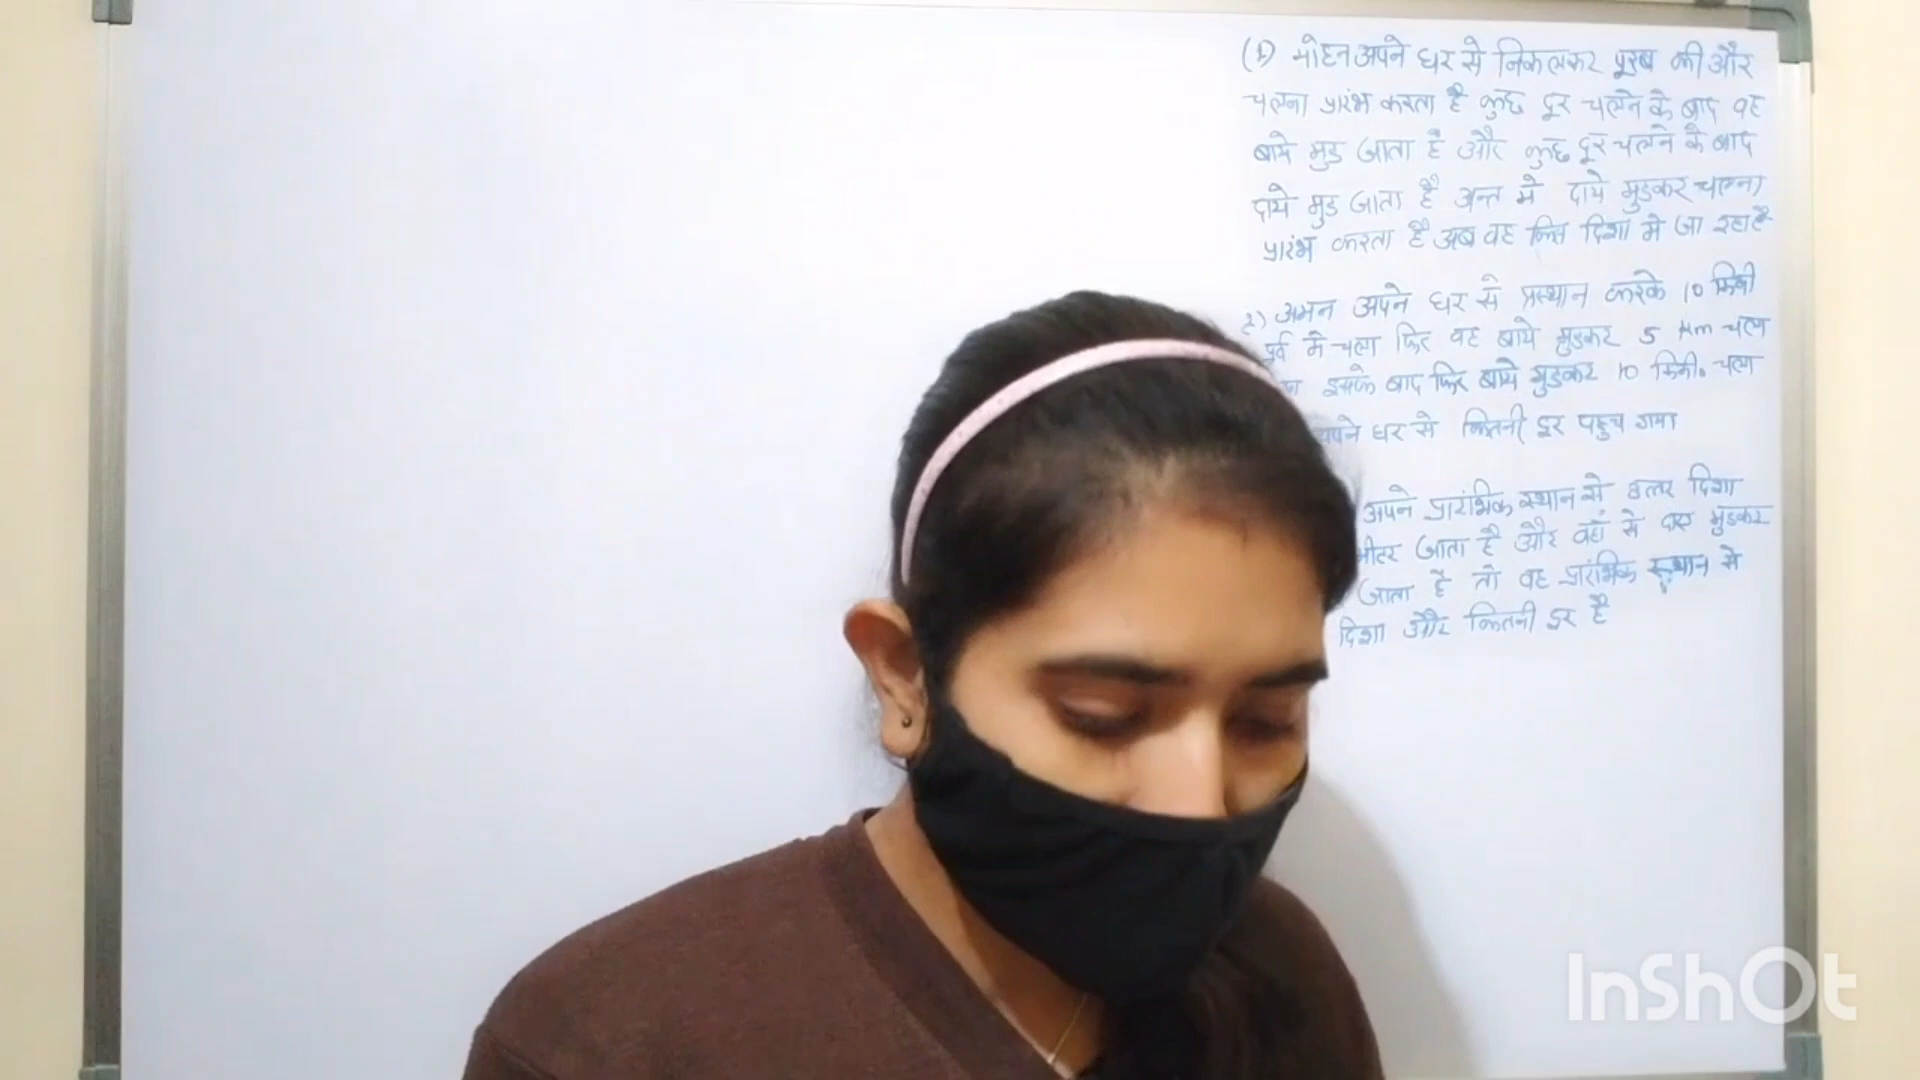 (1) मोहन अपने घर से निकलकर पूरब की और
चलना प्रारंभ करता है कुछ दूर चलने के बाद वह
बाये मुड जाता है और कुछ दूर चलने के बाद
दाये मुड जाता है अन्त मे दाये मुडकर चलना
प्रारंभ करता है अब वह किस दिशा मे जा रहा है
2) अमन अपने घर से प्रस्थान करके 10 किमी
पूर्व मे चला फिर वह बाये मुडकर 5 Km चला
इसके बाद फिर बाये मुडकर 10 किमी. चला
अपने घर से कितनी दूर पहुच गया
अपने प्रारंभिक स्थान से उत्तर दिशा
मीटर जाता है और वहाँ से दाए मुडकर
जाता है तो वह प्रारंभिक स्थान से
दिशा और कितनी दूर है
InShOt